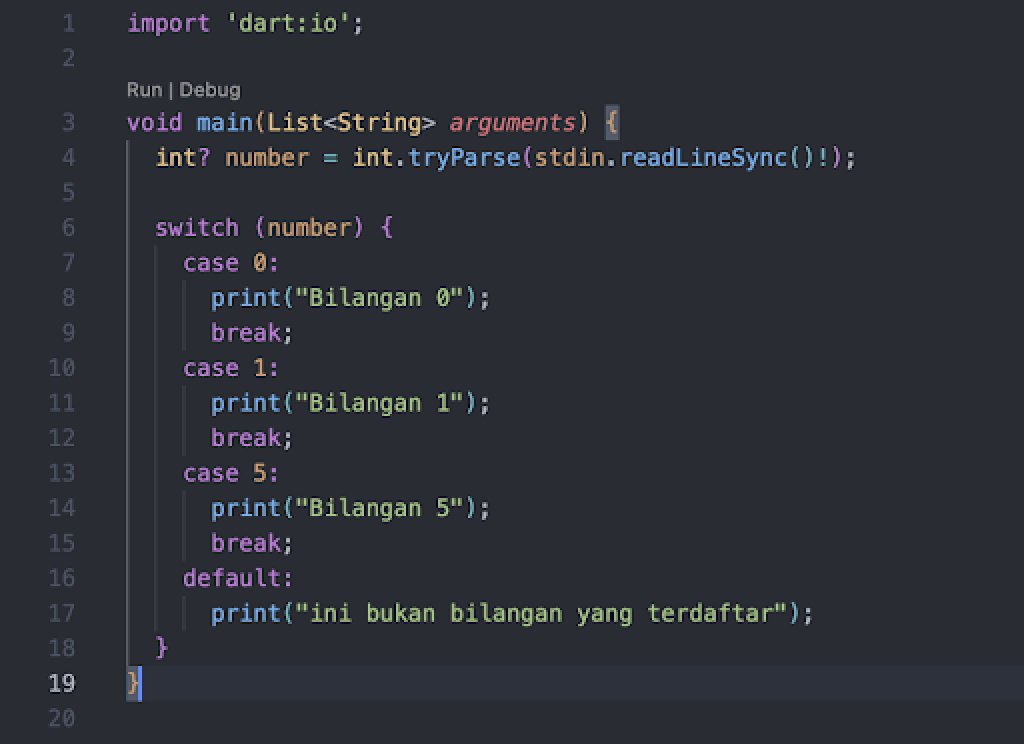 1 import 'dart:io';
2
Run | Debug
3 void main(List<String> arguments) {
4 int? number = int.tryParse(stdin.readLineSync()!);
5
6 switch (number) {
7 case 0:
8 print("Bilangan 0");
9 break;
10 case 1:
11 print("Bilangan 1");
12 break;
13 case 5:
14 print("Bilangan 5");
15 break;
16 default:
17 print("ini bukan bilangan yang terdaftar");
18 }
19 }
20